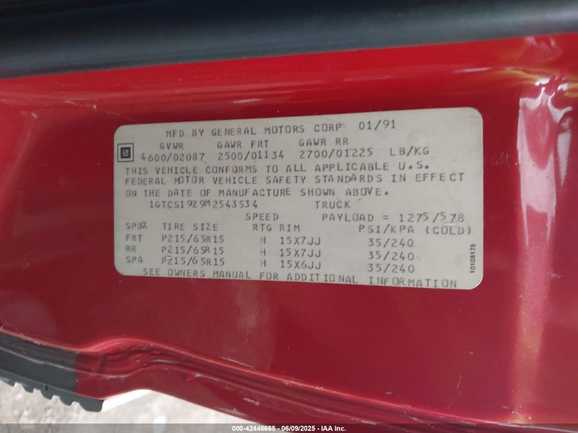 MFD BY GENERAL MOTORS CORP 01/91
GVWR GAWR FRT GAWR RR
GM 4600/02087 2500/01134 2700/01225 LB/KG
THIS VEHICLE CONFORMS TO ALL APPLICABLE U.S.
FEDERAL MOTOR VEHICLE SAFETY STANDARDS IN EFFECT
ON THE DATE OF MANUFACTURE SHOWN ABOVE.
1GTCS19Z9M2543534 TRUCK
SPEED PAYLOAD = 1275/578
TIRE SIZE RTG RIM PSI/KPA (COLD)
FRT P215/65R15 H 15X7JJ 35/240
RR P215/65R15 H 15X7JJ 35/240
SPA P215/65R15 H 15X6JJ 35/240
SEE OWNERS MANUAL FOR ADDITIONAL INFORMATION
000-42446665 06/09/2025 IAA Inc.